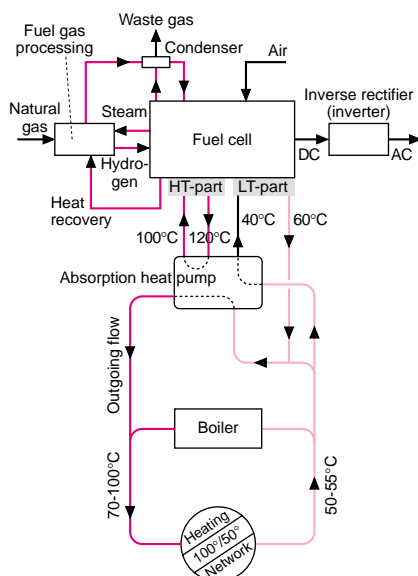 Waste gas
Fuel gas
processing
Condenser
Air
Natural
gas
Steam
Hydro-
gen
Fuel cell
Inverse rectifier
(inverter)
DC
AC
Heat
recovery
HT-part
LT-part
100°C
120°C
40°C
60°C
Absorption heat pump
Outgoing flow
Boiler
70-100°C
50-55°C
Heating
100°/50°
Network